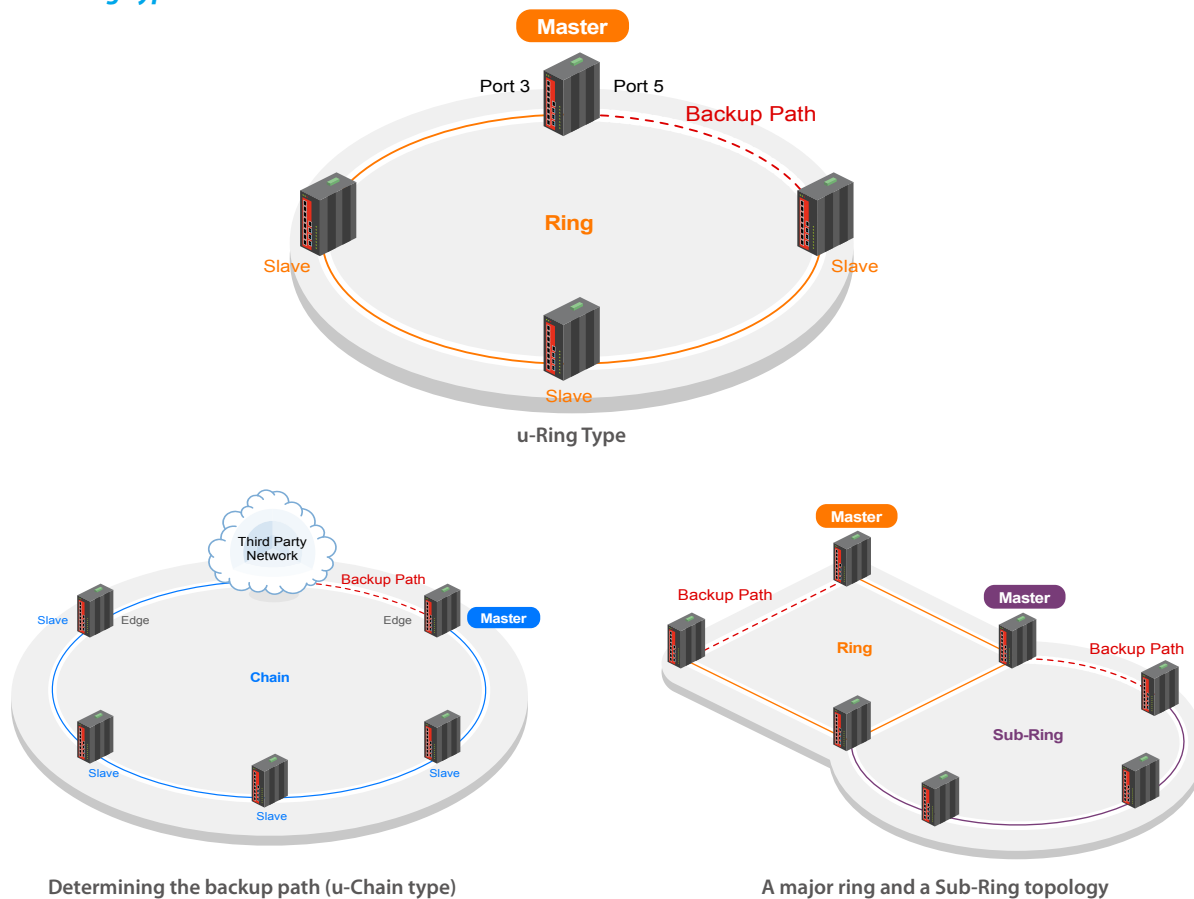 Master
Port 3
Port 5
Backup Path
Ring
Slave
Slave
Slave
u-Ring Type
Third Party
Network
Backup Path
Slave
Edge
Edge
Master
Chain
Slave
Slave
Slave
Determining the backup path (u-Chain type)
Master
Backup Path
Master
Ring
Backup Path
Sub-Ring
A major ring and a Sub-Ring topology